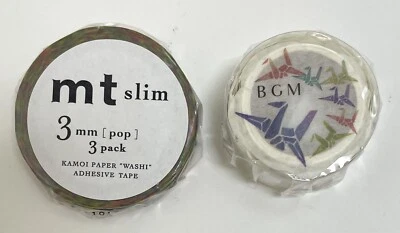 mt slim
3 mm [pop]
3 pack
KAMOI PAPER "WASHI"
ADHESIVE TAPE
BGM